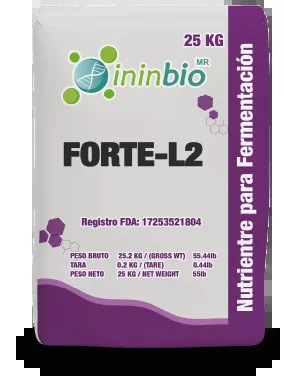 25 KG
ininbio MR
FORTE-L2
Nutriente para Fermentación
Registro FDA: 17253521804
PESO BRUTO 25.2 KG / (GROSS WT) 55.44lb
TARA 0.2 KG / (TARE) 0.44lb
PESO NETO 25 KG / NET WEIGHT 55lb